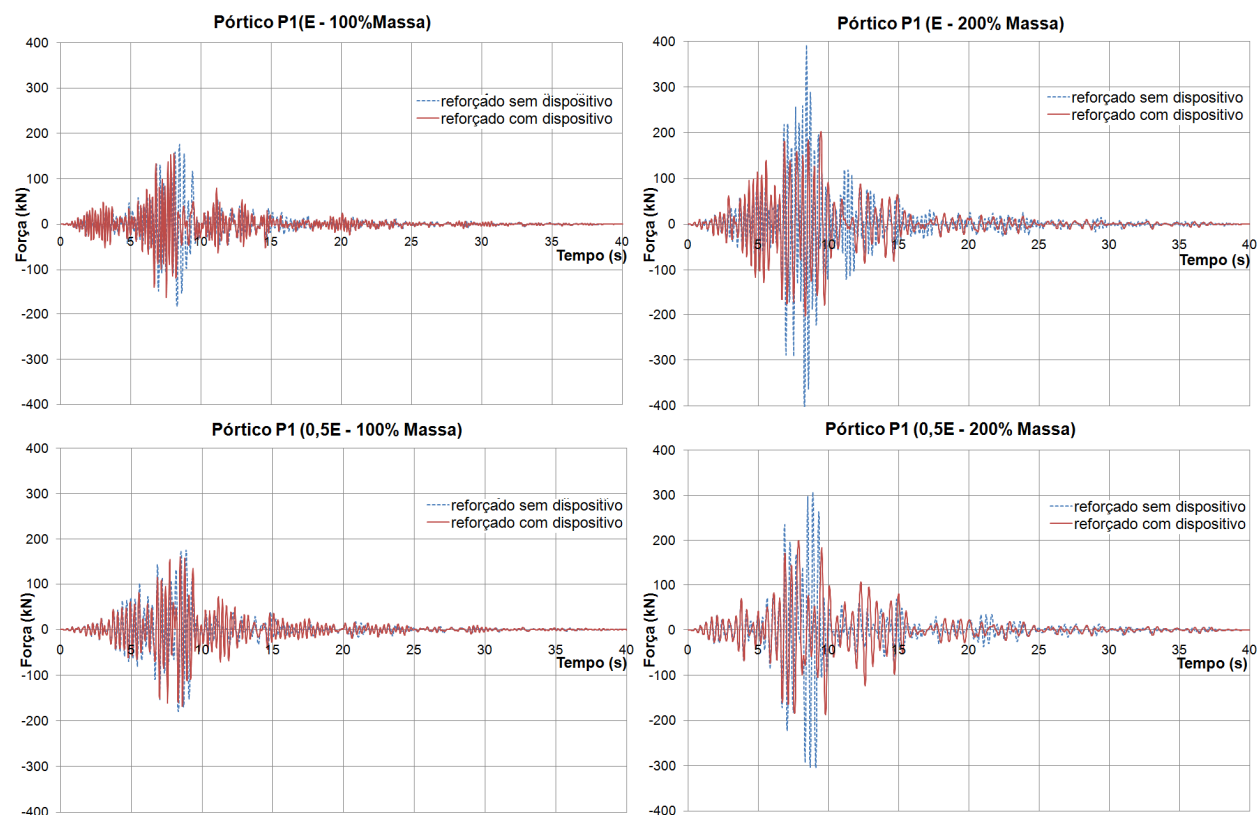 Pórtico P1(E - 100%Massa)
400
300
200
100
0
-100
-200
-300
-400
Força (kN)
0 5 10 15 20 25 30 35 40
Tempo (s)
reforçado sem dispositivo
reforçado com dispositivo
Pórtico P1 (E - 200% Massa)
400
300
200
100
0
-100
-200
-300
-400
Força (kN)
0 5 10 15 20 25 30 35 40
Tempo (s)
reforçado sem dispositivo
reforçado com dispositivo
Pórtico P1 (0,5E - 100% Massa)
400
300
200
100
0
-100
-200
-300
-400
Força (kN)
0 5 10 15 20 25 30 35 40
Tempo (s)
reforçado sem dispositivo
reforçado com dispositivo
Pórtico P1 (0,5E - 200% Massa)
400
300
200
100
0
-100
-200
-300
-400
Força (kN)
0 5 10 15 20 25 30 35 40
Tempo (s)
reforçado sem dispositivo
reforçado com dispositivo